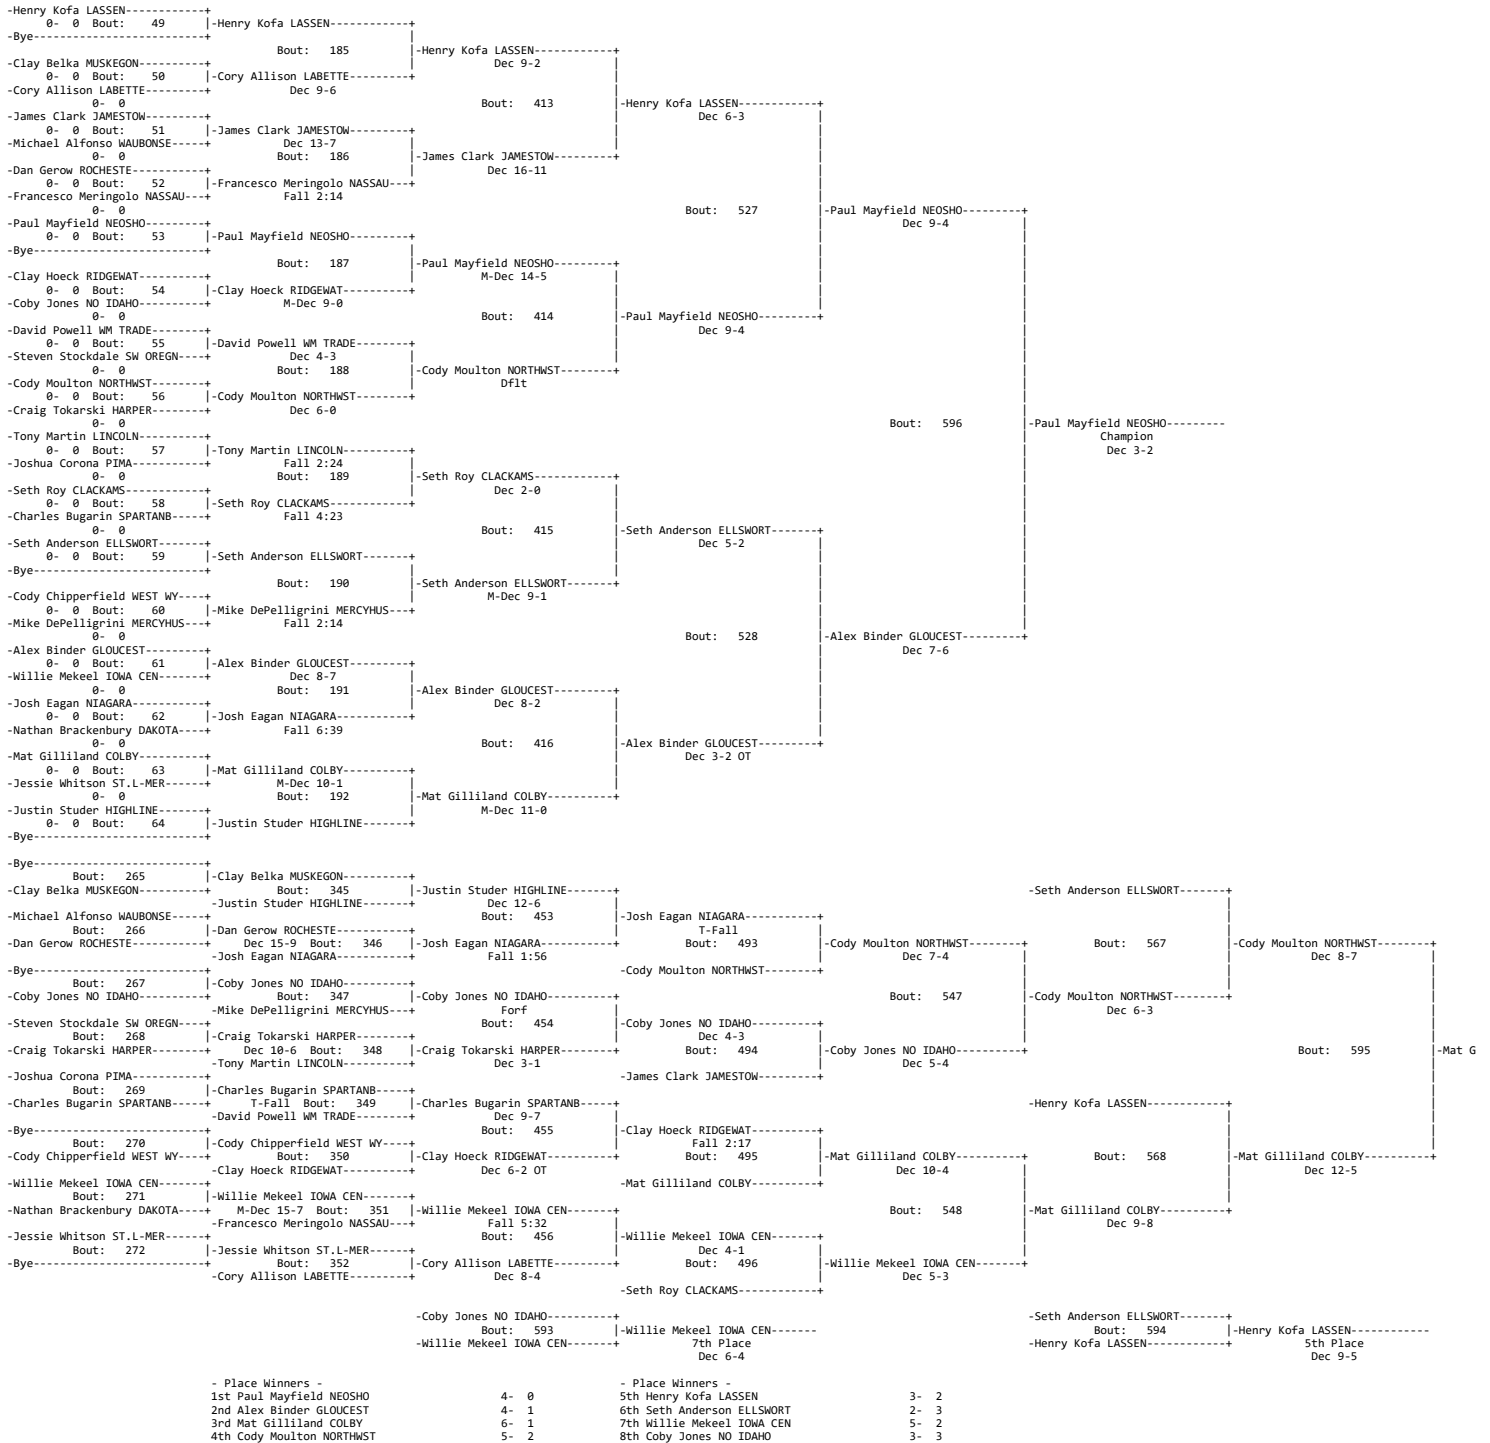 -Henry Kofa LASSEN------------+
0- 0 Bout: 49 |-Henry Kofa LASSEN------------+
-Bye--------------------------+ |
Bout: 185 |-Henry Kofa LASSEN------------+
-Clay Belka MUSKEGON----------+ | Dec 9-2 |
0- 0 Bout: 50 |-Cory Allison LABETTE---------+ |
-Cory Allison LABETTE---------+ Dec 9-6 |
0- 0 Bout: 413 |-Henry Kofa LASSEN------------+
-James Clark JAMESTOW---------+ | Dec 6-3 |
0- 0 Bout: 51 |-James Clark JAMESTOW---------+ | |
-Michael Alfonso WAUBONSE-----+ Dec 13-7 | | |
0- 0 Bout: 186 |-James Clark JAMESTOW---------+ |
-Dan Gerow ROCHESTE-----------+ | Dec 16-11 |
0- 0 Bout: 52 |-Francesco Meringolo NASSAU---+ |
-Francesco Meringolo NASSAU---+ Fall 2:14 |
0- 0 Bout: 527 |-Paul Mayfield NEOSHO---------+
-Paul Mayfield NEOSHO---------+ | Dec 9-4 |
0- 0 Bout: 53 |-Paul Mayfield NEOSHO---------+ | |
-Bye--------------------------+ | | |
Bout: 187 |-Paul Mayfield NEOSHO---------+ | |
-Clay Hoeck RIDGEWAT----------+ | M-Dec 14-5 | | |
0- 0 Bout: 54 |-Clay Hoeck RIDGEWAT----------+ | | |
-Coby Jones NO IDAHO----------+ M-Dec 9-0 | | |
0- 0 Bout: 414 |-Paul Mayfield NEOSHO---------+ |
-David Powell WM TRADE--------+ | Dec 9-4 |
0- 0 Bout: 55 |-David Powell WM TRADE--------+ | |
-Steven Stockdale SW OREGN----+ Dec 4-3 | | |
0- 0 Bout: 188 |-Cody Moulton NORTHWST--------+ |
-Cody Moulton NORTHWST--------+ | Dflt |
0- 0 Bout: 56 |-Cody Moulton NORTHWST--------+ |
-Craig Tokarski HARPER--------+ Dec 6-0 |
0- 0 Bout: 596 |-Paul Mayfield NEOSHO---------
-Tony Martin LINCOLN----------+ | Champion
0- 0 Bout: 57 |-Tony Martin LINCOLN----------+ | Dec 3-2
-Joshua Corona PIMA-----------+ Fall 2:24 | |
0- 0 Bout: 189 |-Seth Roy CLACKAMS------------+ |
-Seth Roy CLACKAMS------------+ | Dec 2-0 | |
0- 0 Bout: 58 |-Seth Roy CLACKAMS------------+ | |
-Charles Bugarin SPARTANB-----+ Fall 4:23 | |
0- 0 Bout: 415 |-Seth Anderson ELLSWORT-------+ |
-Seth Anderson ELLSWORT-------+ | Dec 5-2 | |
0- 0 Bout: 59 |-Seth Anderson ELLSWORT-------+ | | |
-Bye--------------------------+ | | | |
Bout: 190 |-Seth Anderson ELLSWORT-------+ | |
-Cody Chipperfield WEST WY----+ | M-Dec 9-1 | |
0- 0 Bout: 60 |-Mike DePelligrini MERCYHUS---+ | |
-Mike DePelligrini MERCYHUS---+ Fall 2:14 | |
0- 0 Bout: 528 |-Alex Binder GLOUCEST---------+
-Alex Binder GLOUCEST---------+ | Dec 7-6
0- 0 Bout: 61 |-Alex Binder GLOUCEST---------+ |
-Willie Mekeel IOWA CEN-------+ Dec 8-7 | |
0- 0 Bout: 191 |-Alex Binder GLOUCEST---------+ |
-Josh Eagan NIAGARA-----------+ | Dec 8-2 | |
0- 0 Bout: 62 |-Josh Eagan NIAGARA-----------+ | |
-Nathan Brackenbury DAKOTA----+ Fall 6:39 | |
0- 0 Bout: 416 |-Alex Binder GLOUCEST---------+
-Mat Gilliland COLBY----------+ | Dec 3-2 OT
0- 0 Bout: 63 |-Mat Gilliland COLBY----------+ |
-Jessie Whitson ST.L-MER------+ M-Dec 10-1 | |
0- 0 Bout: 192 |-Mat Gilliland COLBY----------+
-Justin Studer HIGHLINE-------+ | M-Dec 11-0
0- 0 Bout: 64 |-Justin Studer HIGHLINE-------+
-Bye--------------------------+
-Bye--------------------------+
Bout: 265 |-Clay Belka MUSKEGON----------+
-Clay Belka MUSKEGON----------+ Bout: 345 |-Justin Studer HIGHLINE-------+ -Seth Anderson ELLSWORT-------+
-Justin Studer HIGHLINE-------+ Dec 12-6 | |
-Michael Alfonso WAUBONSE-----+ Bout: 453 |-Josh Eagan NIAGARA-----------+ |
Bout: 266 |-Dan Gerow ROCHESTE-----------+ | T-Fall | |
-Dan Gerow ROCHESTE-----------+ Dec 15-9 Bout: 346 |-Josh Eagan NIAGARA-----------+ Bout: 493 |-Cody Moulton NORTHWST--------+ Bout: 567 |-Cody Moulton NORTHWST--------+
-Josh Eagan NIAGARA-----------+ Fall 1:56 | Dec 7-4 | | Dec 8-7 |
-Bye--------------------------+ -Cody Moulton NORTHWST--------+ | | |
Bout: 267 |-Coby Jones NO IDAHO----------+ | | |
-Coby Jones NO IDAHO----------+ Bout: 347 |-Coby Jones NO IDAHO----------+ Bout: 547 |-Cody Moulton NORTHWST--------+ |
-Mike DePelligrini MERCYHUS---+ Forf | | Dec 6-3 |
-Steven Stockdale SW OREGN----+ Bout: 454 |-Coby Jones NO IDAHO----------+ | |
Bout: 268 |-Craig Tokarski HARPER--------+ | Dec 4-3 | | |
-Craig Tokarski HARPER--------+ Dec 10-6 Bout: 348 |-Craig Tokarski HARPER--------+ Bout: 494 |-Coby Jones NO IDAHO----------+ Bout: 595 |-Mat G
-Tony Martin LINCOLN----------+ Dec 3-1 | Dec 5-4 |
-Joshua Corona PIMA-----------+ -James Clark JAMESTOW---------+ |
Bout: 269 |-Charles Bugarin SPARTANB-----+ |
-Charles Bugarin SPARTANB-----+ T-Fall Bout: 349 |-Charles Bugarin SPARTANB-----+ -Henry Kofa LASSEN------------+ |
-David Powell WM TRADE--------+ Dec 9-7 | | |
-Bye--------------------------+ Bout: 455 |-Clay Hoeck RIDGEWAT----------+ | |
Bout: 270 |-Cody Chipperfield WEST WY----+ | Fall 2:17 | | |
-Cody Chipperfield WEST WY----+ Bout: 350 |-Clay Hoeck RIDGEWAT----------+ Bout: 495 |-Mat Gilliland COLBY----------+ Bout: 568 |-Mat Gilliland COLBY----------+
-Clay Hoeck RIDGEWAT----------+ Dec 6-2 OT | Dec 10-4 | | Dec 12-5
-Willie Mekeel IOWA CEN-------+ -Mat Gilliland COLBY----------+ | |
Bout: 271 |-Willie Mekeel IOWA CEN-------+ | |
-Nathan Brackenbury DAKOTA----+ M-Dec 15-7 Bout: 351 |-Willie Mekeel IOWA CEN-------+ Bout: 548 |-Mat Gilliland COLBY----------+
-Francesco Meringolo NASSAU---+ Fall 5:32 | | Dec 9-8
-Jessie Whitson ST.L-MER------+ Bout: 456 |-Willie Mekeel IOWA CEN-------+ |
Bout: 272 |-Jessie Whitson ST.L-MER------+ | Dec 4-1 | |
-Bye--------------------------+ Bout: 352 |-Cory Allison LABETTE---------+ Bout: 496 |-Willie Mekeel IOWA CEN-------+
-Cory Allison LABETTE---------+ Dec 8-4 | Dec 5-3
-Seth Roy CLACKAMS------------+
-Coby Jones NO IDAHO----------+ -Seth Anderson ELLSWORT-------+
Bout: 593 |-Willie Mekeel IOWA CEN------- Bout: 594 |-Henry Kofa LASSEN------------
-Willie Mekeel IOWA CEN-------+ 7th Place -Henry Kofa LASSEN------------+ 5th Place
Dec 6-4 Dec 9-5
- Place Winners - - Place Winners -
1st Paul Mayfield NEOSHO 4- 0 5th Henry Kofa LASSEN 3- 2
2nd Alex Binder GLOUCEST 4- 1 6th Seth Anderson ELLSWORT 2- 3
3rd Mat Gilliland COLBY 6- 1 7th Willie Mekeel IOWA CEN 5- 2
4th Cody Moulton NORTHWST 5- 2 8th Coby Jones NO IDAHO 3- 3